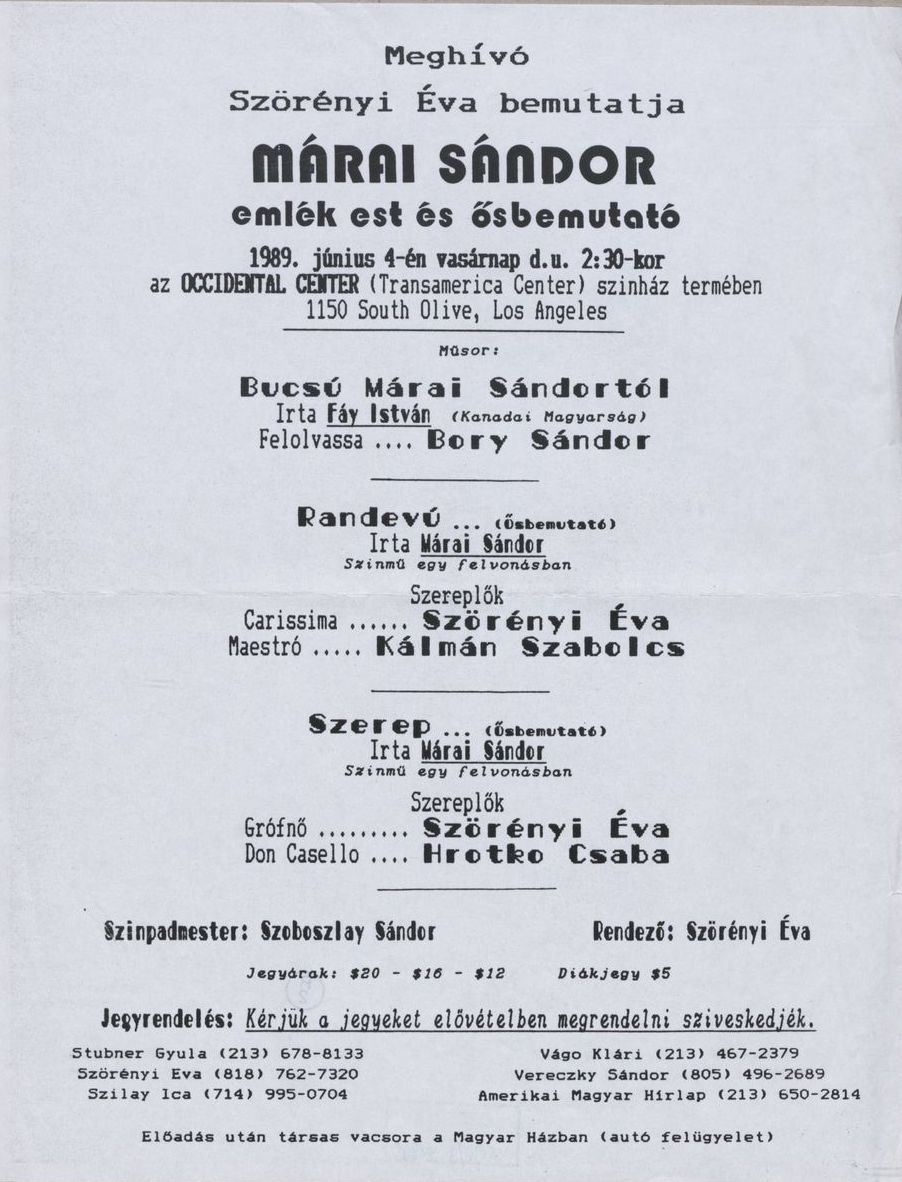 Meghívó
Szörényi Éva bemutatja
MÁRAI SÁNDOR
emlék est és ősbemutató
1989. június 4-én vasárnap d.u. 2:30-kor
az OCCIDENTAL CENTER (Transamerica Center) szinház termében
1150 South Olive, Los Angeles
Műsor:
Bucsú Márai Sándortól
Irta Fáy István (Kanadai Magyarság)
Felolvassa .... Bory Sándor
Randevú ... (Ősbemutató)
Irta Márai Sándor
Szinmű egy felvonásban
Szereplők
Carissima ...... Szörényi Éva
Maestró ..... Kálmán Szabolcs
Szerep ... (Ősbemutató)
Irta Márai Sándor
Szinmű egy felvonásban
Szereplők
Grófnő ......... Szörényi Éva
Don Casello .... Hrotko Csaba
Szinpadmester: Szoboszlay Sándor Rendező: Szörényi Éva
Jegyárak: $20 - $16 - $12 Diákjegy $5
Jegyrendelés: Kérjük a jegyeket elővételben megrendelni sziveskedjék.
Stubner Gyula (213) 678-8133 Vágo Klári (213) 467-2379
Szörényi Eva (818) 762-7320 Vereczky Sándor (805) 496-2689
Szilay Ica (714) 995-0704 Amerikai Magyar Hirlap (213) 650-2814
Előadás után társas vacsora a Magyar Házban (autó felügyelet)